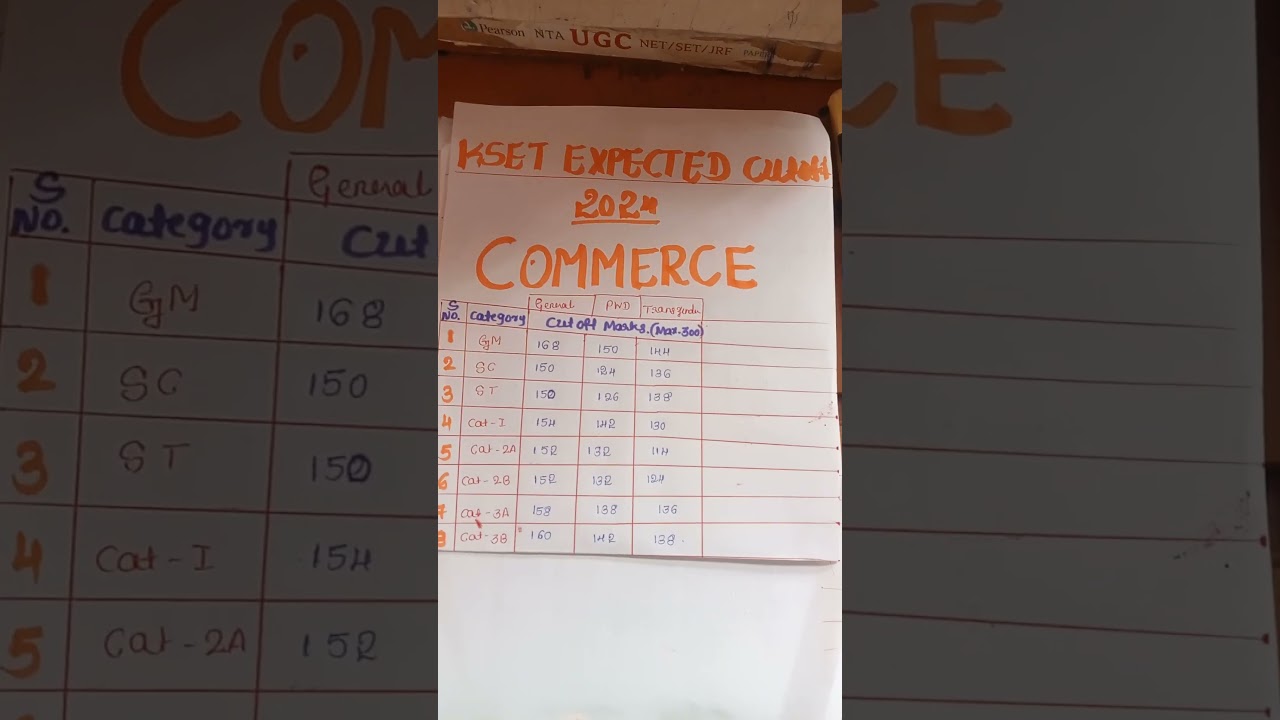 Pearson NTA UGC NET/SET/JRF PAPER
KSET EXPECTED Cutoff
2024
COMMERCE
S NO. Category General PWD Transgender
Cut off Marks.(Max.300)
1 GM 168 150 144
2 SC 150 124 136
3 ST 150 126 138
4 Cat-I 154 142 130
5 Cat-2A 152 132 114
6 Cat-2B 152 132 124
7 Cat-3A 158 138 136
8 Cat-3B 160 142 138.